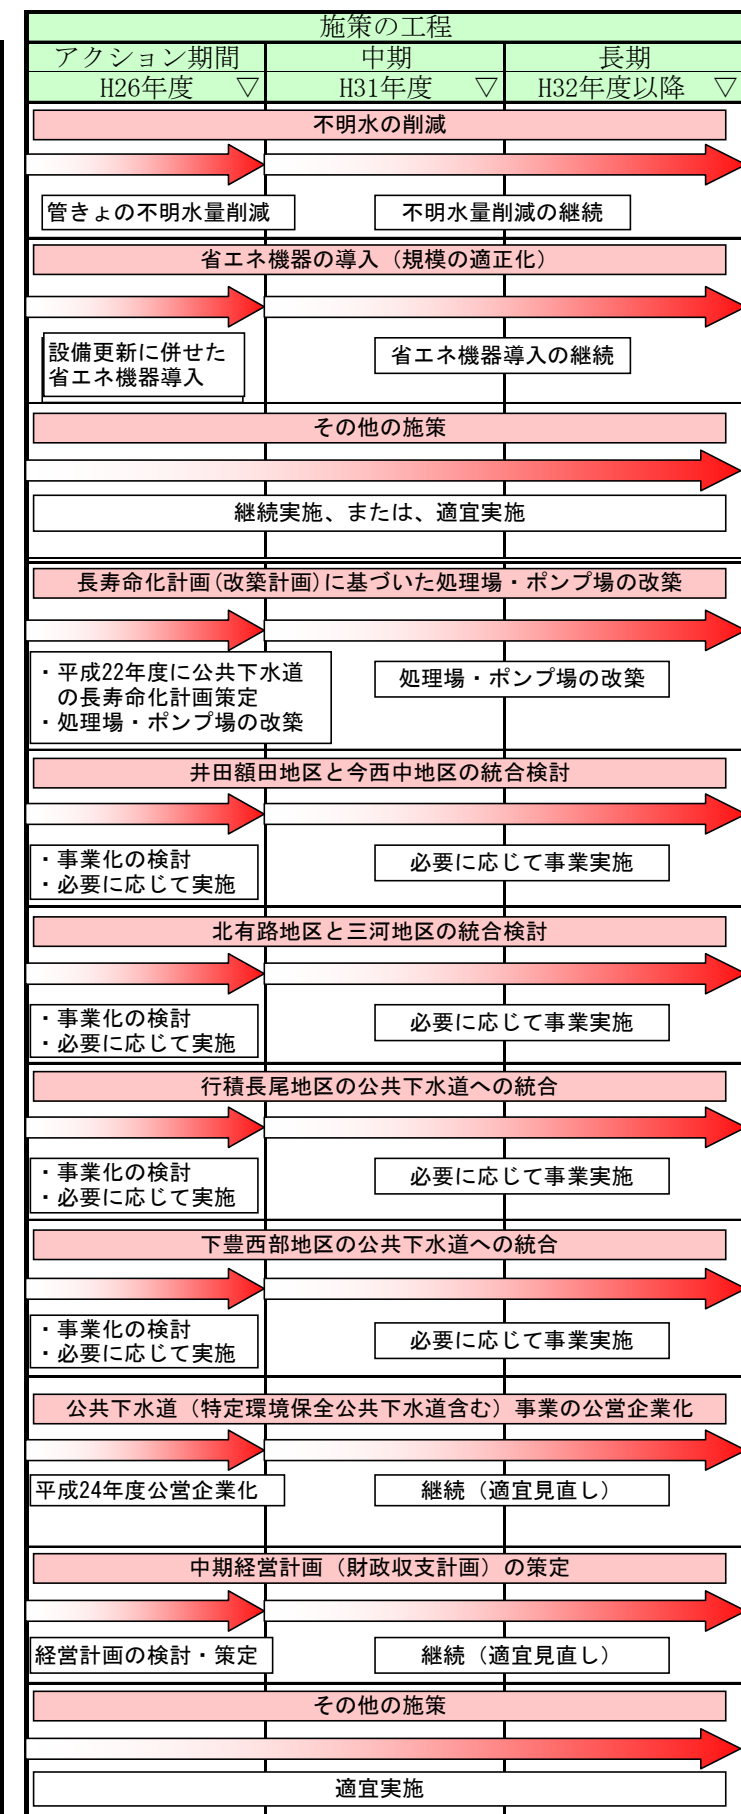 施策の工程
アクション期間 中期 長期
H26年度 ▽ H31年度 ▽ H32年度以降 ▽
不明水の削減
管きょの不明水量削減 不明水量削減の継続
省エネ機器の導入（規模の適正化）
設備更新に併せた
省エネ機器導入
省エネ機器導入の継続
その他の施策
継続実施、または、適宜実施
長寿命化計画(改築計画)に基づいた処理場・ポンプ場の改築
・平成22年度に公共下水道
の長寿命化計画策定
・処理場・ポンプ場の改築
処理場・ポンプ場の改築
井田額田地区と今西中地区の統合検討
・事業化の検討
・必要に応じて実施
必要に応じて事業実施
北有路地区と三河地区の統合検討
・事業化の検討
・必要に応じて実施
必要に応じて事業実施
行積長尾地区の公共下水道への統合
・事業化の検討
・必要に応じて実施
必要に応じて事業実施
下豊西部地区の公共下水道への統合
・事業化の検討
・必要に応じて実施
必要に応じて事業実施
公共下水道（特定環境保全公共下水道含む）事業の公営企業化
平成24年度公営企業化 継続（適宜見直し）
中期経営計画（財政収支計画）の策定
経営計画の検討・策定 継続（適宜見直し）
その他の施策
適宜実施